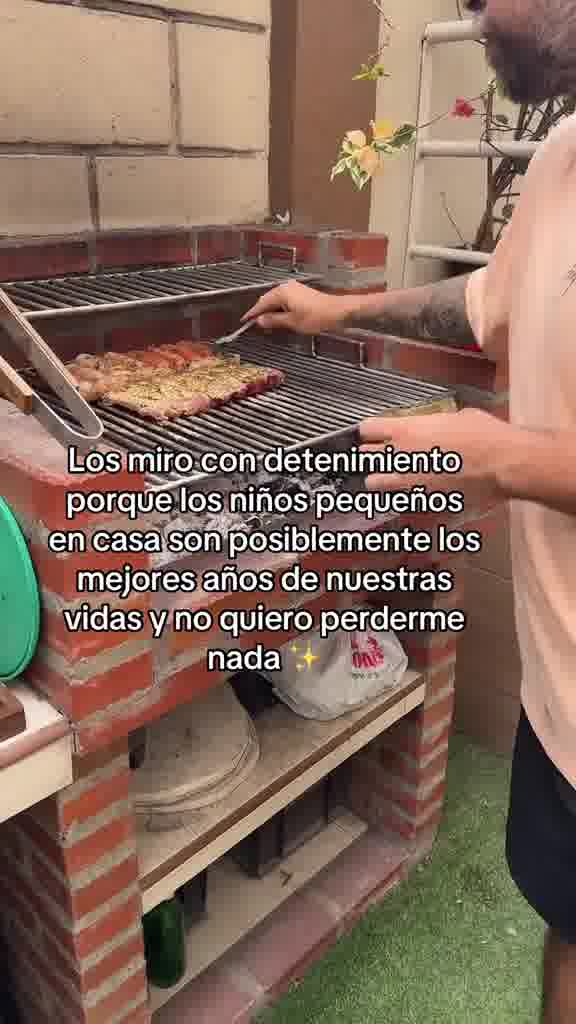 Los miro con detenimiento
porque los niños pequeños
en casa son posiblemente los
mejores años de nuestras
vidas y no quiero perderme
nada ✨